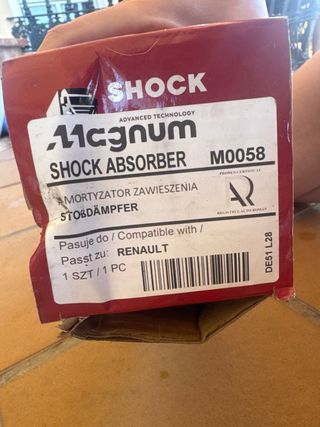 SHOCK
ADVANCED TECHNOLOGY
Magnum
SHOCK ABSORBER M0058
AMORTYZATOR ZAWIESZENIA
STOßDÄMPFER
Pasuje do / Compatible with /
Passt zu: RENAULT
1 SZT / 1 PC
AR
DE51 L28